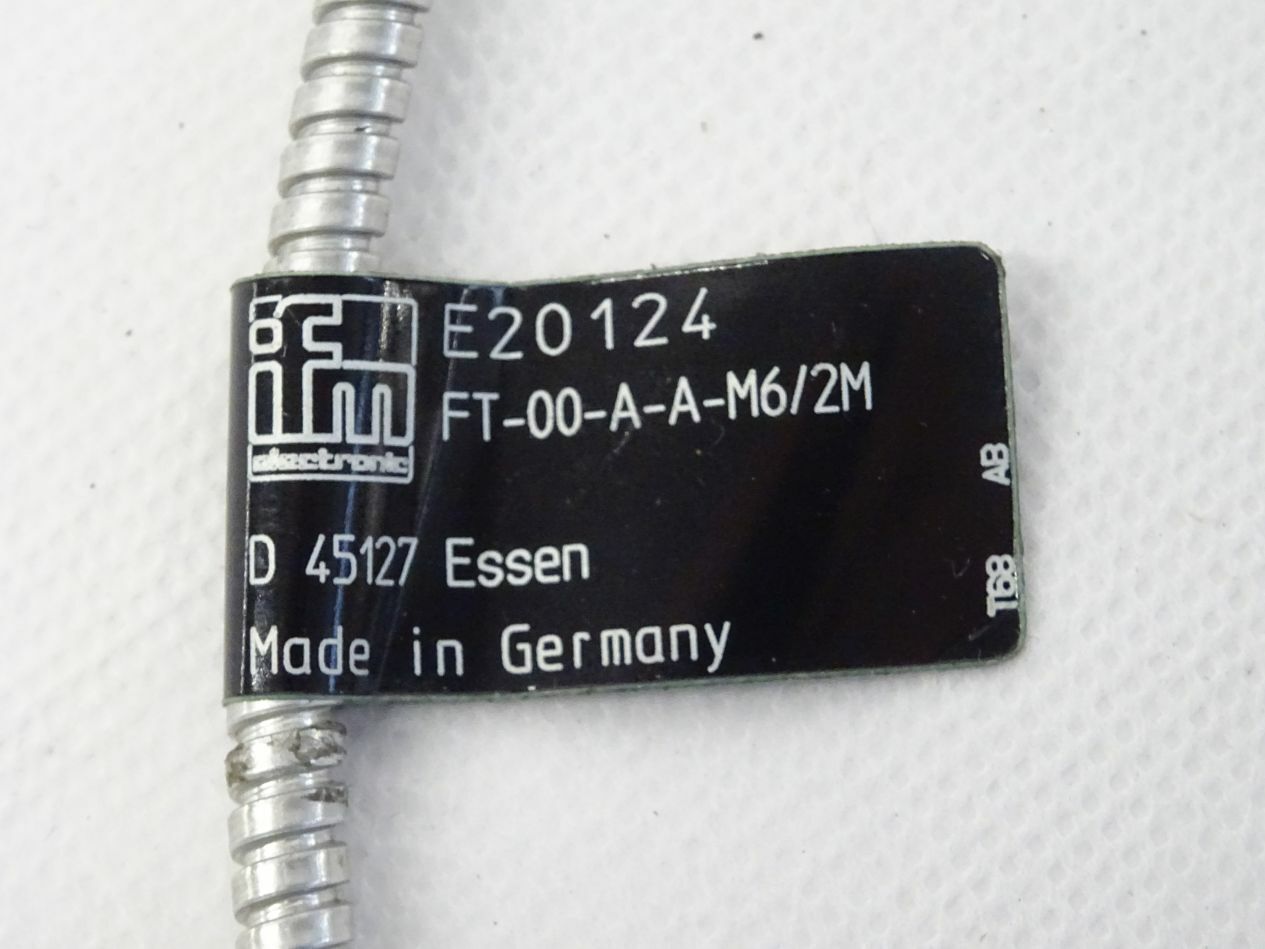 ifm
electronic
E20124
FT-00-A-A-M6/2M
D 45127 Essen
Made in Germany
AB
T68